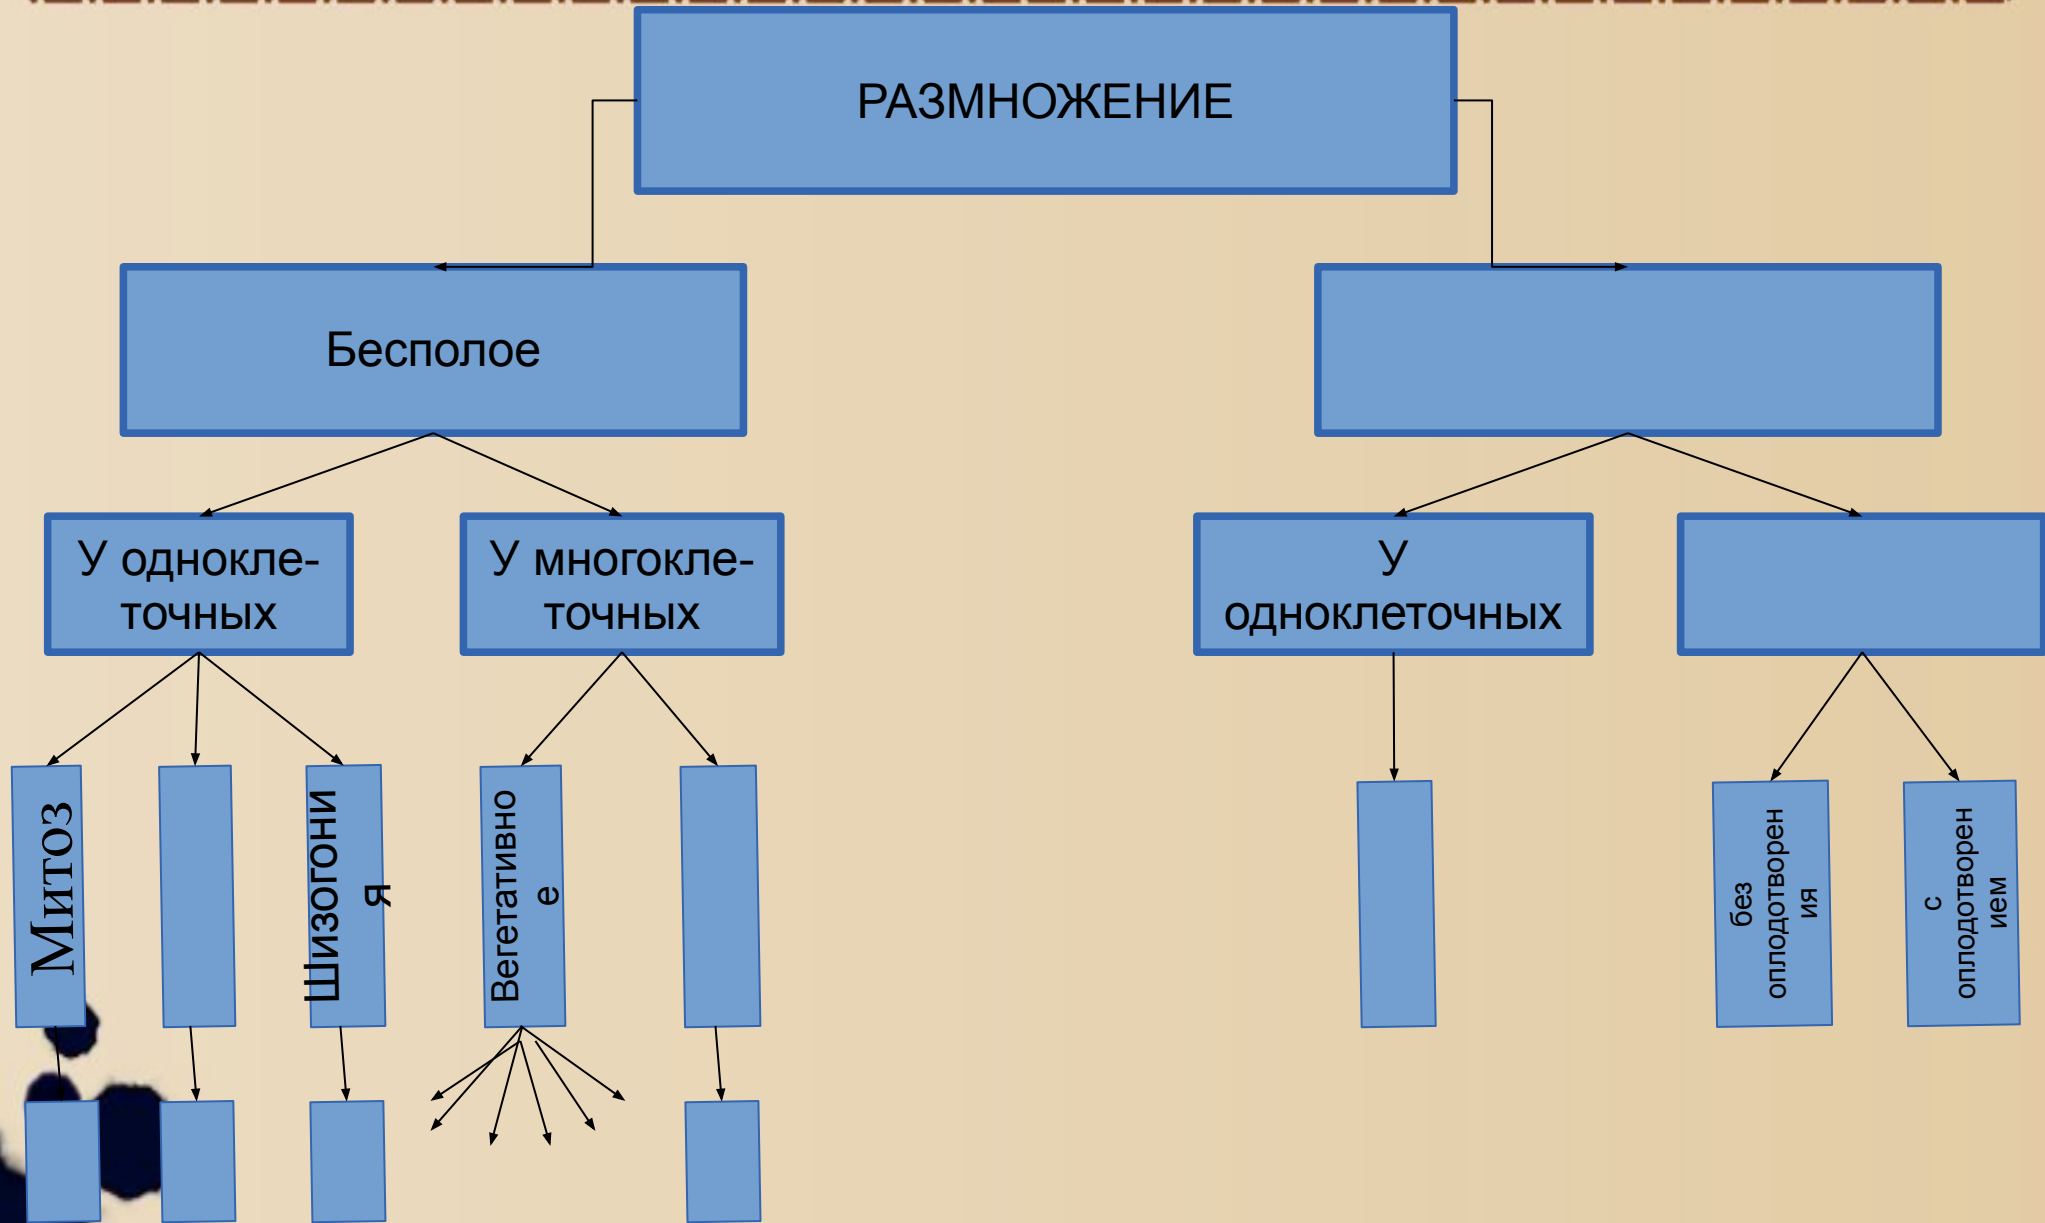 РАЗМНОЖЕНИЕ
Бесполое
У однокле-
точных
У многокле-
точных
У
одноклеточных
Митоз
Шизогони
я
Вегетативно
е
без
оплодотворен
ия
с
оплодотворен
ием